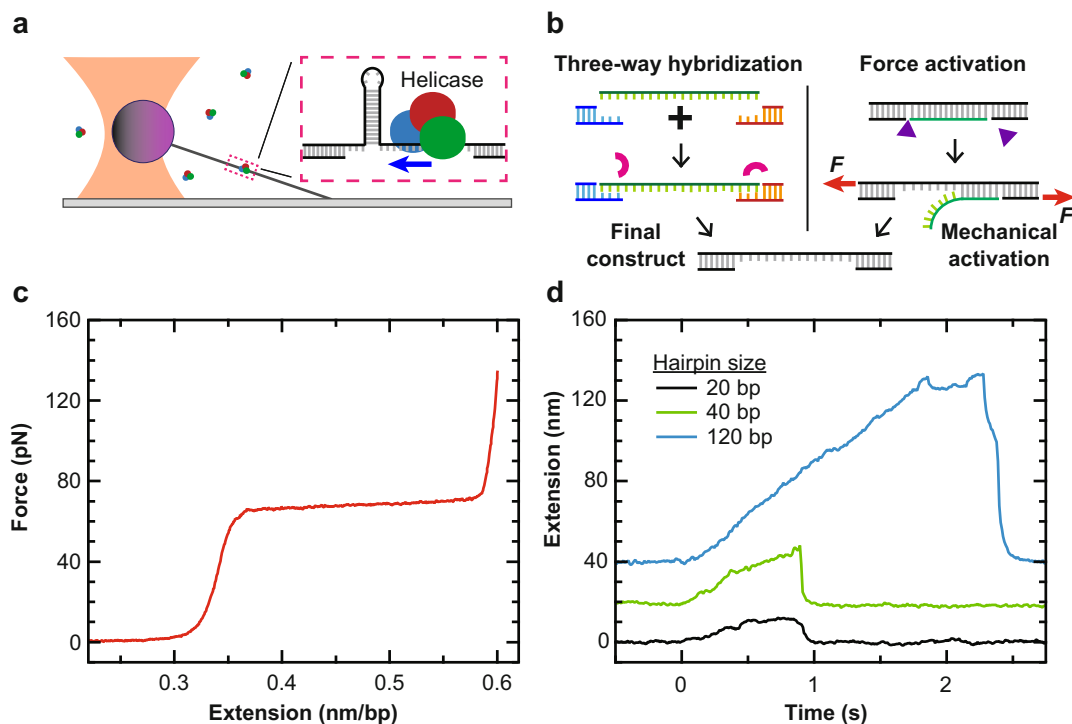 a
Helicase
b
Three-way hybridization
Force activation
+
F
F
Final
construct
Mechanical
activation
c
160
120
80
40
0
0.3
0.4
0.5
0.6
Force (pN)
Extension (nm/bp)
d
160
120
80
40
0
0
1
2
Extension (nm)
Time (s)
Hairpin size
20 bp
40 bp
120 bp